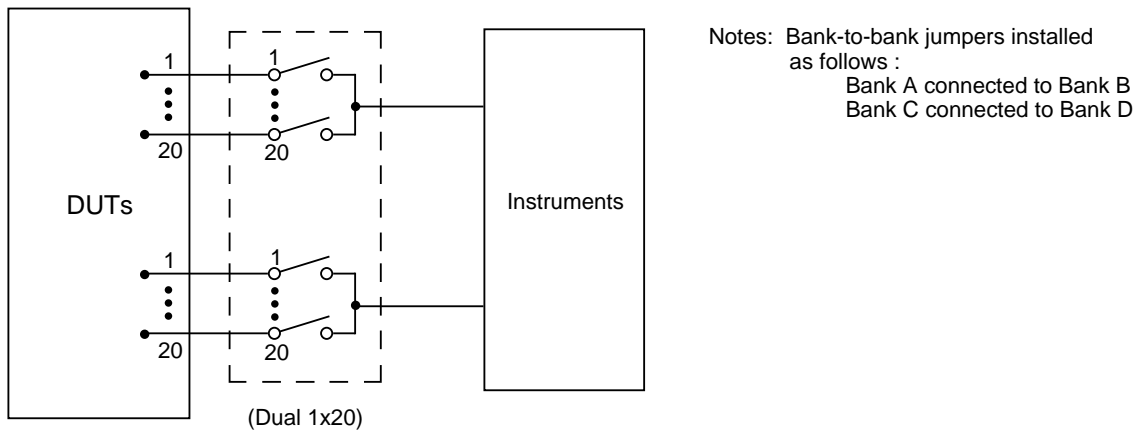 Notes: Bank-to-bank jumpers installed
as follows :
Bank A connected to Bank B
Bank C connected to Bank D
1
1
20
20
DUTs
Instruments
1
1
20
20
(Dual 1x20)